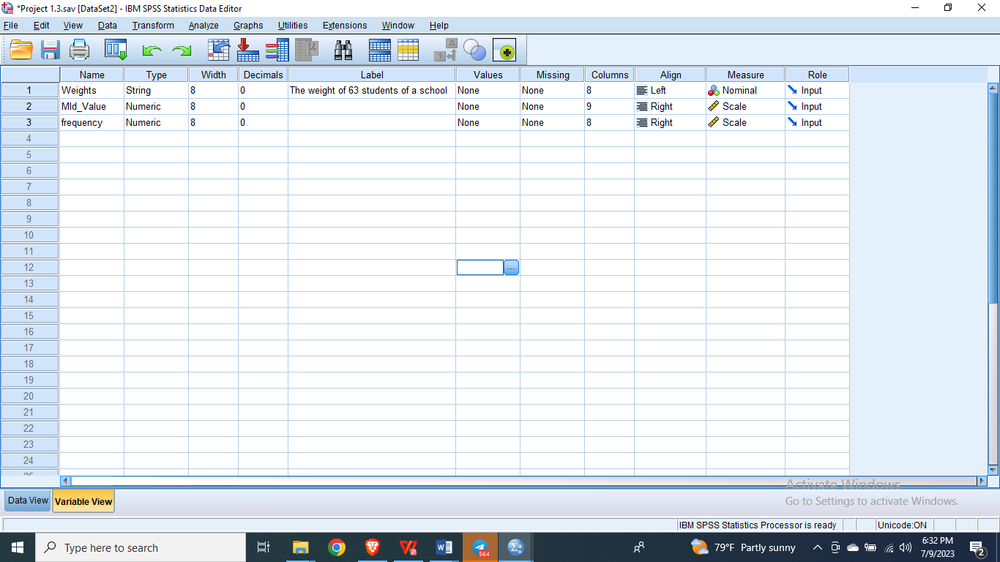 *Project 1.3.sav [DataSet2] - IBM SPSS Statistics Data Editor
File Edit View Data Transform Analyze Graphs Utilities Extensions Window Help
Name Type Width Decimals Label Values Missing Columns Align Measure Role
1 Weights String 8 0 The weight of 63 students of a school None None 8 Left Nominal Input
2 MId_Value Numeric 8 0 None None 9 Right Scale Input
3 frequency Numeric 8 0 None None 8 Right Scale Input
4
5
6
7
8
9
10
11
12 ...
13
14
15
16
17
18
19
20
21
22
23
24
25
Activate Windows
Go to Settings to activate Windows.
Data View Variable View
IBM SPSS Statistics Processor is ready Unicode:ON
Type here to search 564 79°F Partly sunny 6:32 PM
7/9/2023 2